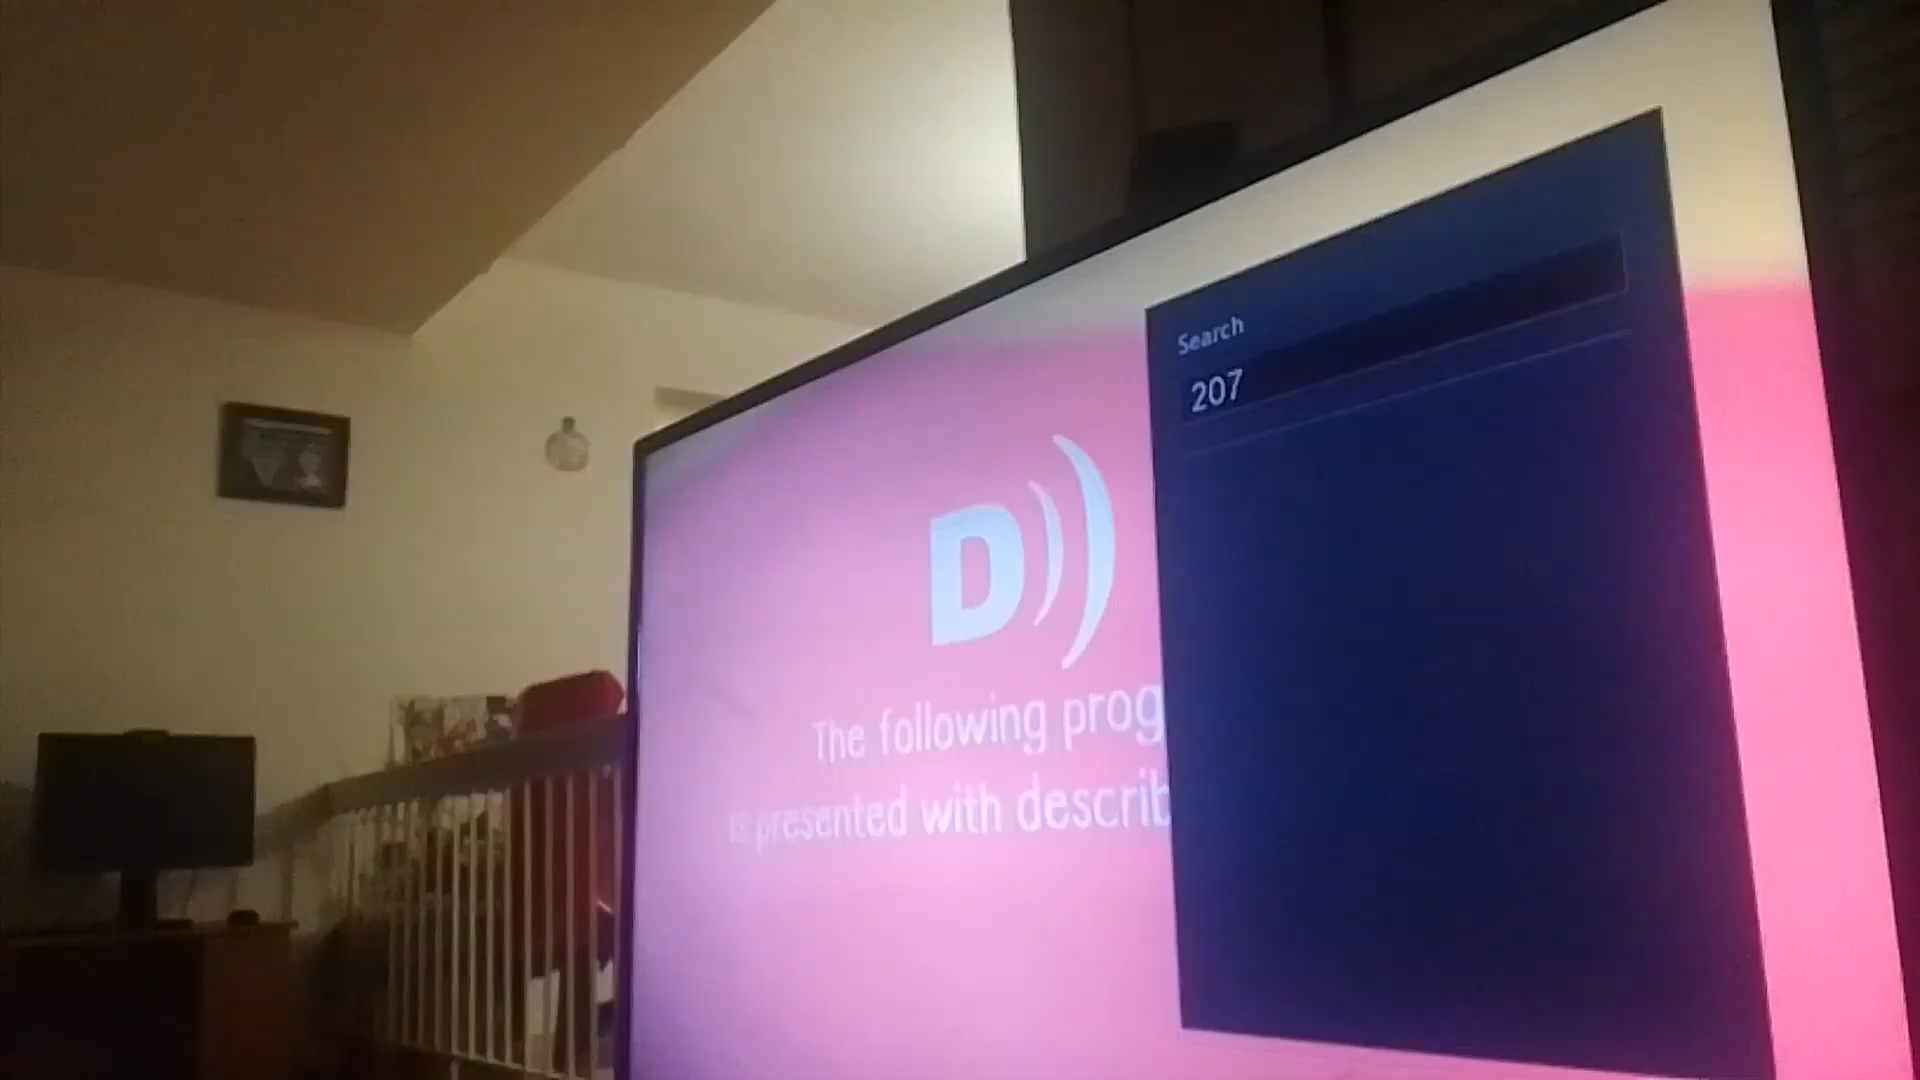 Search
207
D
The following prog
is presented with describ